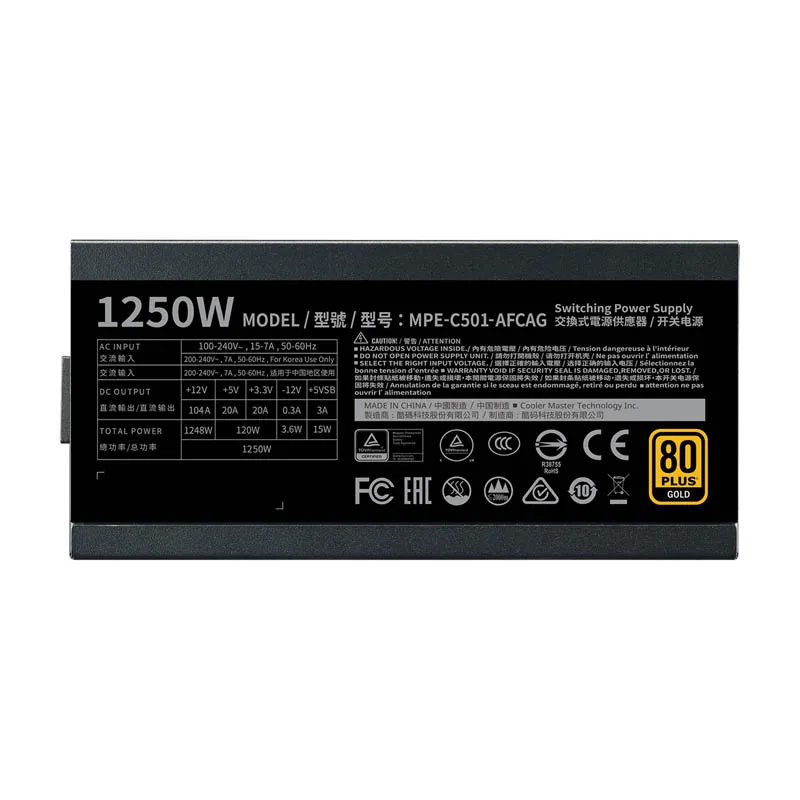 1250W MODEL / 型號 / 型号：MPE-C501-AFCAG
Switching Power Supply
交換式電源供應器 / 开关电源
AC INPUT 100-240V~ , 15-7A , 50-60Hz
交流輸入 200-240V~ , 7A , 50-60Hz , For Korea Use Only
交流输入 200-240V~ , 7A , 50-60Hz , 适用于中国地区使用
DC OUTPUT +12V +5V +3.3V -12V +5VSB
直流輸出/直流输出 104A 20A 20A 0.3A 3A
TOTAL POWER 1248W 120W 3.6W 15W
總功率/总功率 1250W
CAUTION / 警告 / ATTENTION
■ HAZARDOUS VOLTAGE INSIDE. / 內有危險電壓 / 内有危险电压 / Tension dangereuse à l'intérieur
■ DO NOT OPEN POWER SUPPLY UNIT. / 請勿打開機殼 / 请勿打开机壳 / Ne pas ouvrir l' alimentation
■ SELECT THE RIGHT INPUT VOLTAGE. / 選擇正確的輸入電壓 / 选择正确的输入电压 / Sélectionnez la
bonne tension d'entrée ■ WARRANTY VOID IF SECURITY SEAL IS DAMAGED,REMOVED,OR LOST. /
如果封條貼紙被移動·遺失或損壞·本開關電源保固將失效 / 如果封条贴纸被移动·遗失或损坏·本开关电源保
固将失效 / Annulation de la garantie si le sceau est endommagé, retiré ou perdu. ■ attention ne pas
ouvrir l' alimentation
MADE IN CHINA / 中國製造 / 中国制造 ■ Cooler Master Technology Inc.
製造商：酷碼科技股份有限公司 / 制造商：酷码科技股份有限公司
TÜVRheinland
CERTIFIED
TÜVRheinland
CCC
R38755
RoHS
CE
FC
EAC
≤2000m
10
80
PLUS
GOLD